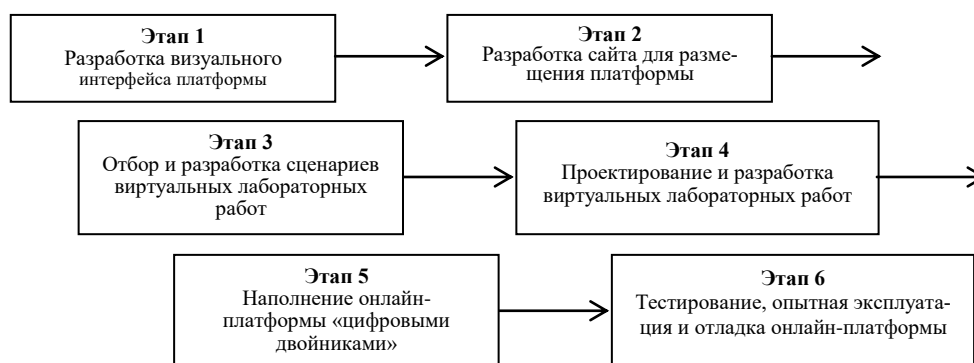 Этап 1
Разработка визуального
интерфейса платформы
Этап 2
Разработка сайта для разме-
щения платформы
Этап 3
Отбор и разработка сценариев
виртуальных лабораторных
работ
Этап 4
Проектирование и разработка
виртуальных лабораторных работ
Этап 5
Наполнение онлайн-
платформы «цифровыми
двойниками»
Этап 6
Тестирование, опытная эксплуата-
ция и отладка онлайн-платформы